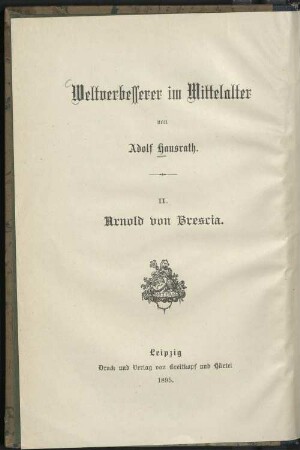 Weltverbesserer im Mittelalter
von
Adolf Hausrath.
II.
Arnold von Brescia.
Leipzig
Druck und Verlag von Breitkopf und Härtel
1895.